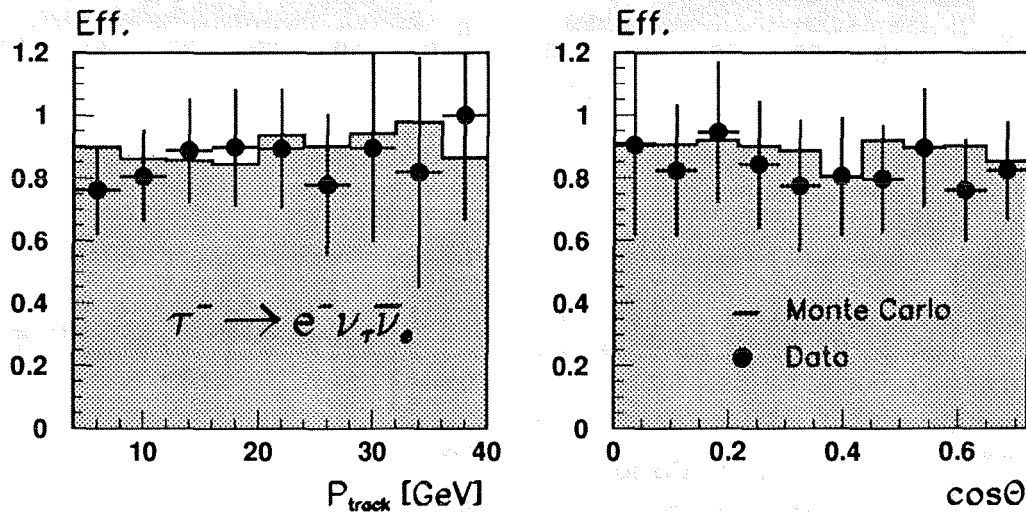 Eff.
1.2
1
0.8
0.6
0.4
0.2
0
10 20 30 40
P_track [GeV]
τ⁻ → e⁻ ν_τ ν̄_e
Eff.
1.2
1
0.8
0.6
0.4
0.2
0
0 0.2 0.4 0.6
cosΘ
Monte Carlo
Data